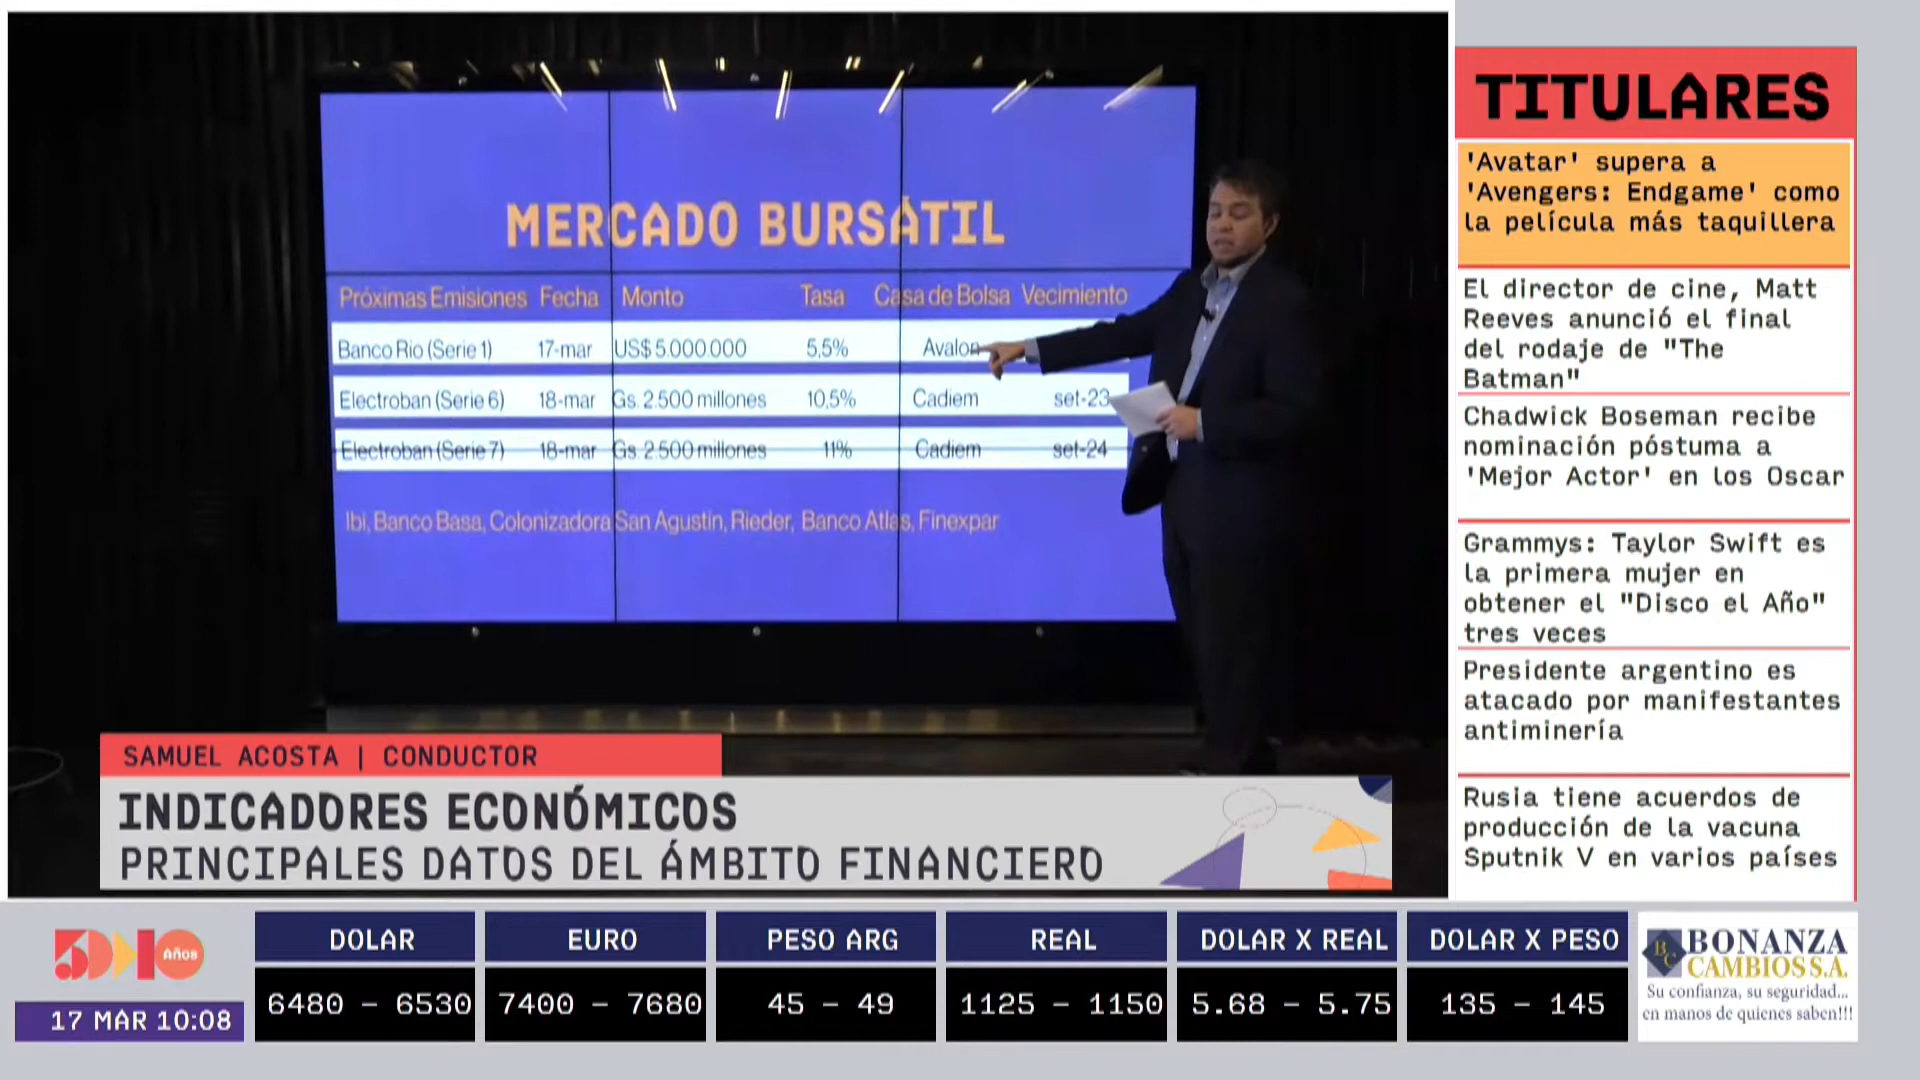 MERCADO BURSÁTIL
Próximas Emisiones Fecha Monto Tasa Casa de Bolsa Vecimiento
Banco Rio (Serie 1) 17-mar US$ 5.000.000 5,5% Avalon
Electroban (Serie 6) 18-mar Gs. 2.500 millones 10,5% Cadiem set-23
Electroban (Serie 7) 18-mar Gs. 2.500 millones 11% Cadiem set-24
Ibi, Banco Basa, Colonizadora San Agustin, Rieder, Banco Atlas, Finexpar
SAMUEL ACOSTA | CONDUCTOR
INDICADORES ECONÓMICOS
PRINCIPALES DATOS DEL ÁMBITO FINANCIERO
TITULARES
'Avatar' supera a
'Avengers: Endgame' como
la película más taquillera
El director de cine, Matt
Reeves anunció el final
del rodaje de "The
Batman"
Chadwick Boseman recibe
nominación póstuma a
'Mejor Actor' en los Oscar
Grammys: Taylor Swift es
la primera mujer en
obtener el "Disco el Año"
tres veces
Presidente argentino es
atacado por manifestantes
antiminería
Rusia tiene acuerdos de
producción de la vacuna
Sputnik V en varios países
5 Años
17 MAR 10:08
DOLAR
6480 - 6530
EURO
7400 - 7680
PESO ARG
45 - 49
REAL
1125 - 1150
DOLAR X REAL
5.68 - 5.75
DOLAR X PESO
135 - 145
BC
BONANZA
CAMBIOS S.A.
Su confianza, su seguridad...
en manos de quienes saben!!!